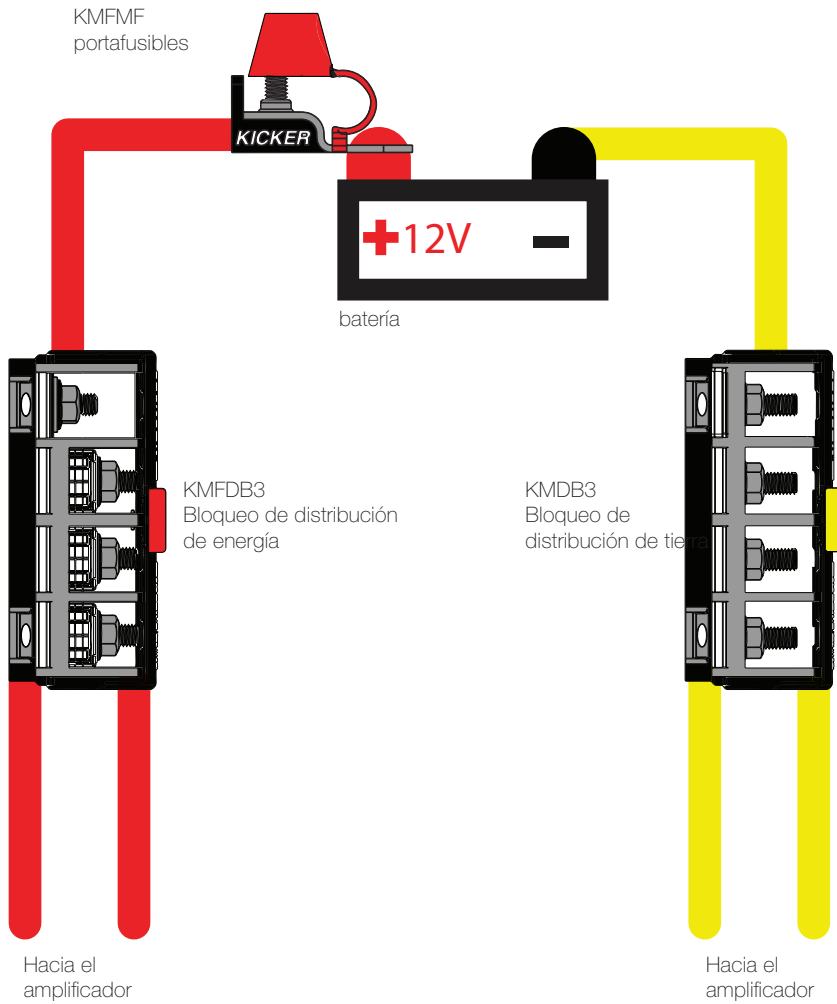 KMFMF
portafusibles
KICKER
+12V -
batería
KMFDB3
Bloqueo de distribución
de energía
KMDB3
Bloqueo de
distribución de tierra
Hacia el
amplificador
Hacia el
amplificador